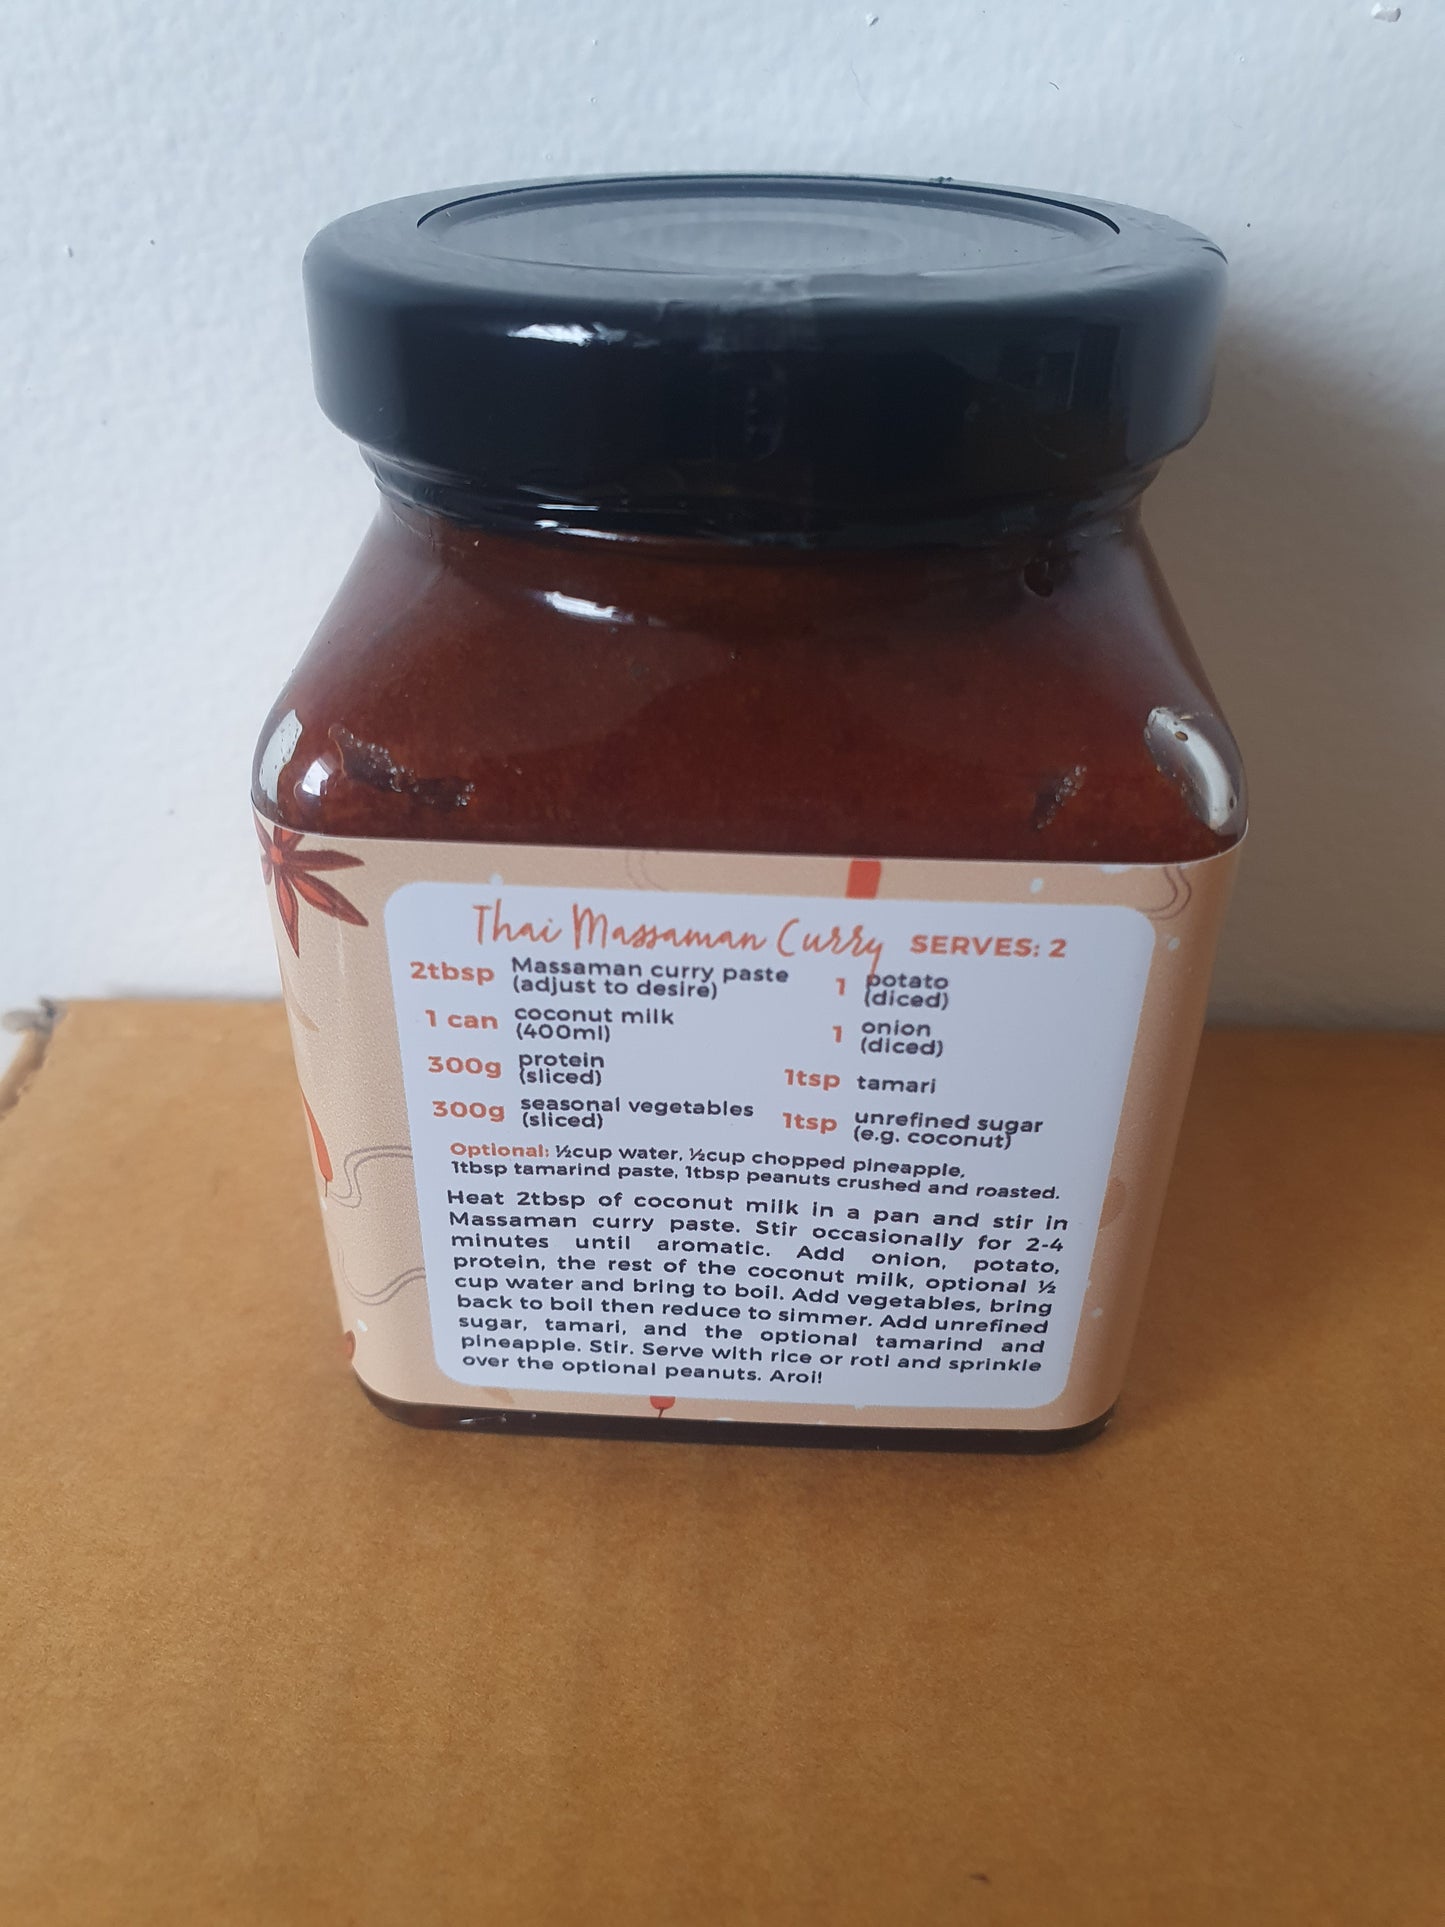 Thai Massaman Curry SERVES: 2
2tbsp Massaman curry paste
(adjust to desire)
1 can coconut milk
(400ml)
300g protein
(sliced)
300g seasonal vegetables
(sliced)
1 potato
(diced)
1 onion
(diced)
1tsp tamari
1tsp unrefined sugar
(e.g. coconut)
Optional: ½cup water, ½cup chopped pineapple,
1tbsp tamarind paste, 1tbsp peanuts crushed and roasted.
Heat 2tbsp of coconut milk in a pan and stir in
Massaman curry paste. Stir occasionally for 2-4
minutes until aromatic. Add onion, potato,
protein, the rest of the coconut milk, optional ½
cup water and bring to boil. Add vegetables, bring
back to boil then reduce to simmer. Add unrefined
sugar, tamari, and the optional tamarind and
pineapple. Stir. Serve with rice or roti and sprinkle
over the optional peanuts. Aroi!